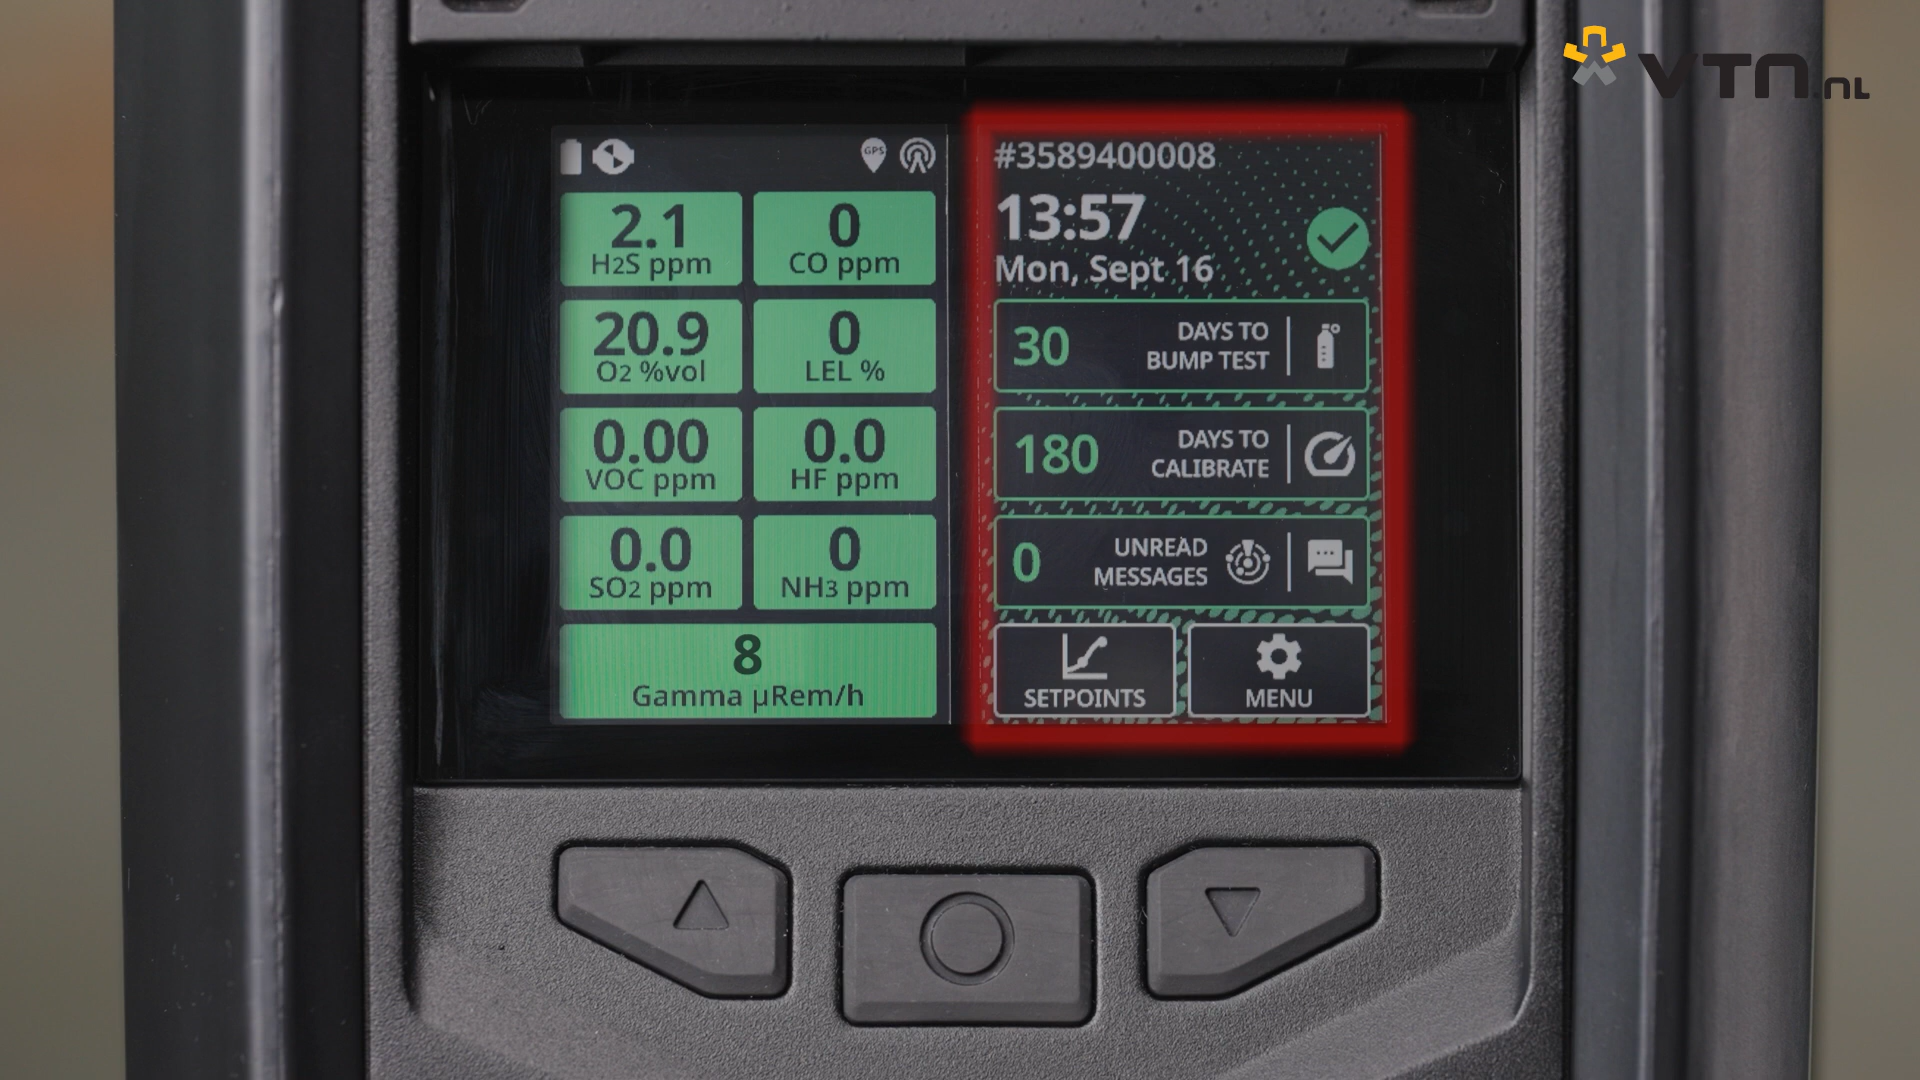 VTN.nL
GPS
2.1
H2S ppm
0
CO ppm
20.9
O2 %vol
0
LEL %
0.00
VOC ppm
0.0
HF ppm
0.0
SO2 ppm
0
NH3 ppm
8
Gamma µRem/h
#3589400008
13:57
Mon, Sept 16
30
DAYS TO
BUMP TEST
180
DAYS TO
CALIBRATE
0
UNREAD
MESSAGES
SETPOINTS
MENU